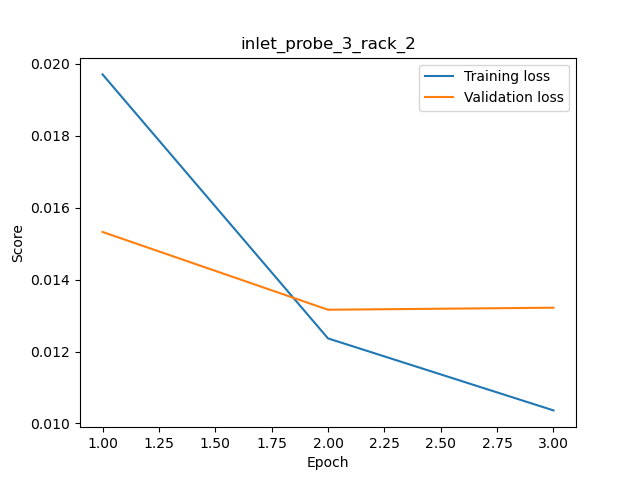 inlet_probe_3_rack_2
Training loss
Validation loss
0.020
0.018
0.016
0.014
0.012
0.010
Score
1.00 1.25 1.50 1.75 2.00 2.25 2.50 2.75 3.00
Epoch